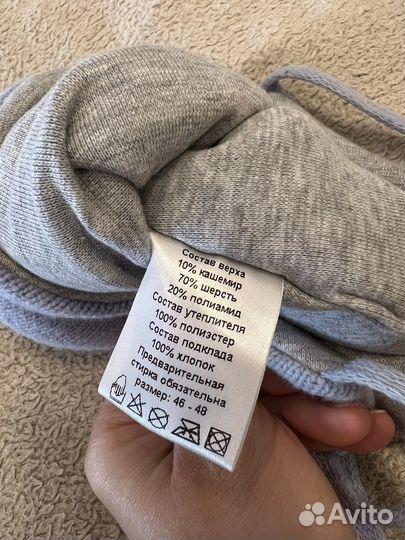 Состав верха
10% кашемир
70% шерсть
20% полиамид
Состав утеплителя
100% полиэстер
Состав подклада
100% хлопок
Предварительная
стирка обязательна
размер: 46 - 48
Avito